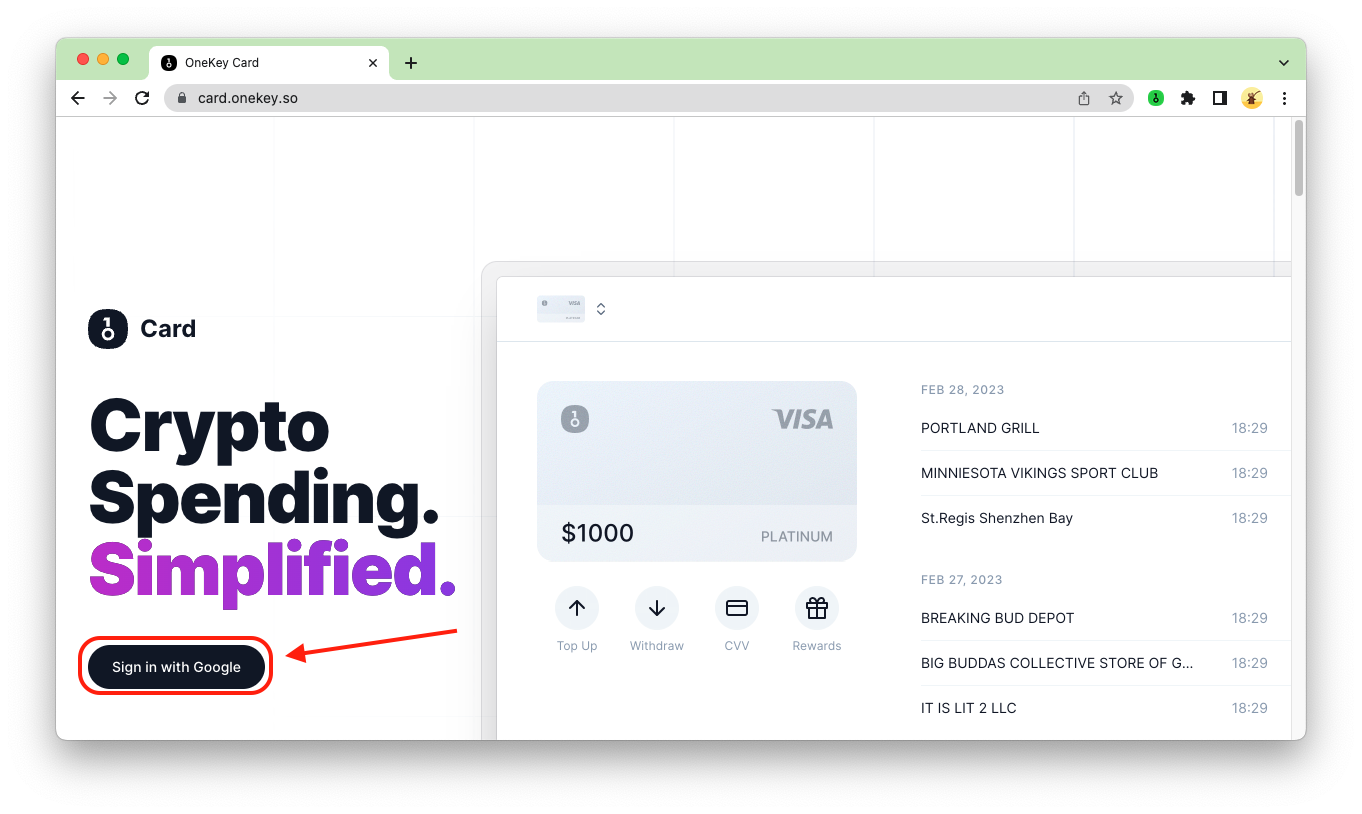 OneKey Card
card.onekey.so
Card
Crypto
Spending.
Simplified.
Sign in with Google
VISA
VISA
$1000
PLATINUM
Top Up
Withdraw
CVV
Rewards
FEB 28, 2023
PORTLAND GRILL 18:29
MINNIESOTA VIKINGS SPORT CLUB 18:29
St.Regis Shenzhen Bay 18:29
FEB 27, 2023
BREAKING BUD DEPOT 18:29
BIG BUDDAS COLLECTIVE STORE OF G... 18:29
IT IS LIT 2 LLC 18:29